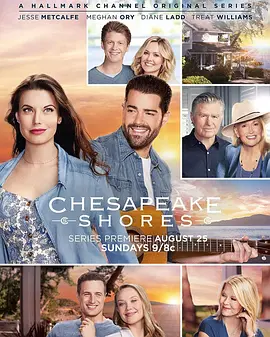 A HALLMARK CHANNEL ORIGINAL SERIES
JESSE METCALFE MEGHAN ORY DIANE LADD TREAT WILLIAMS
CHESAPEAKE
SHORES
SERIES PREMIERE AUGUST 25
SUNDAYS 9/8c